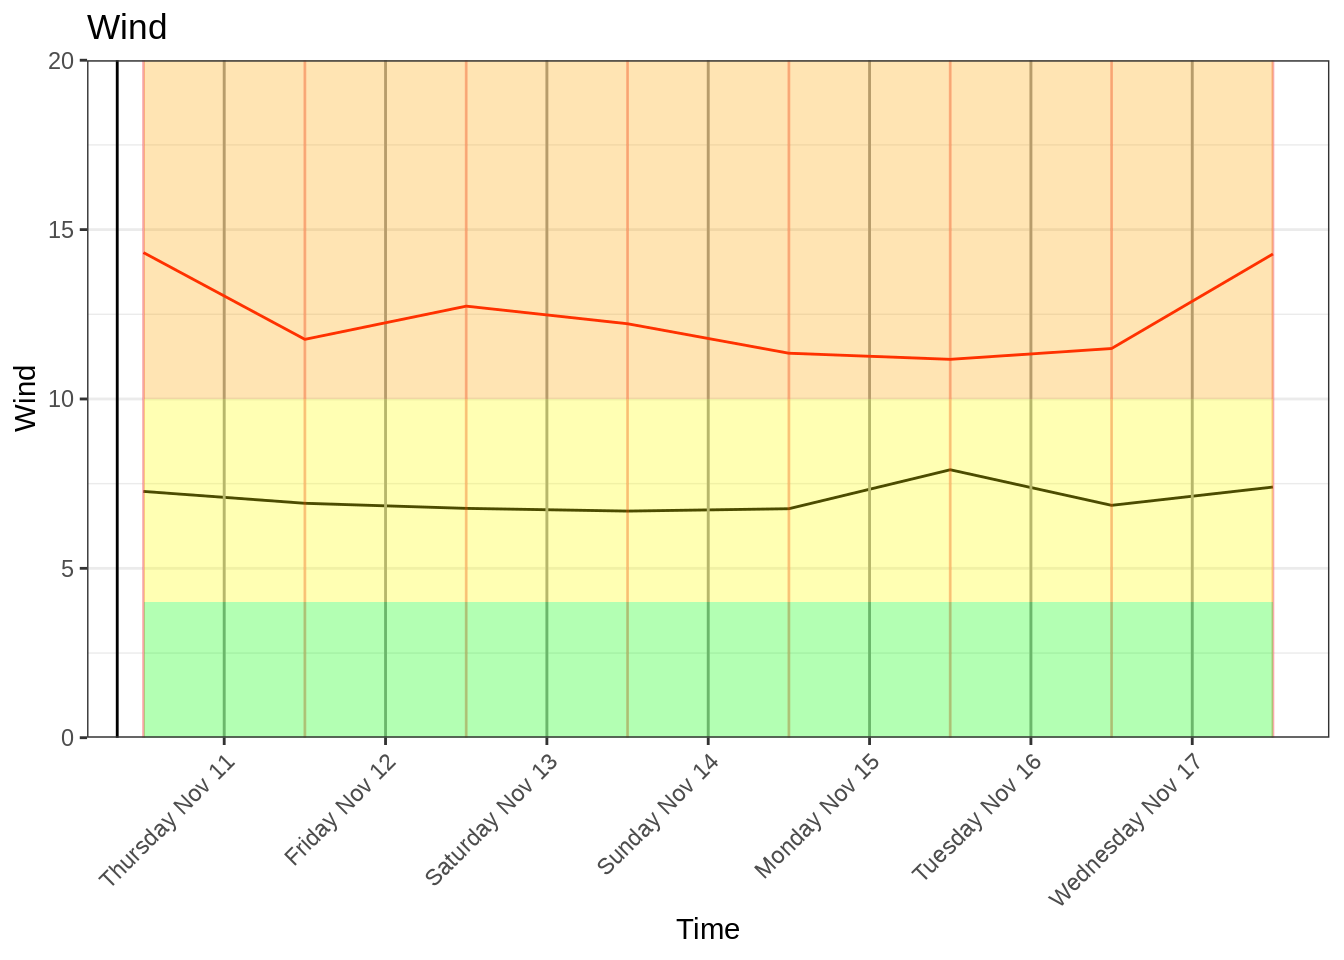 Wind
20
15
10
5
0
Wind
Thursday Nov 11
Friday Nov 12
Saturday Nov 13
Sunday Nov 14
Monday Nov 15
Tuesday Nov 16
Wednesday Nov 17
Time